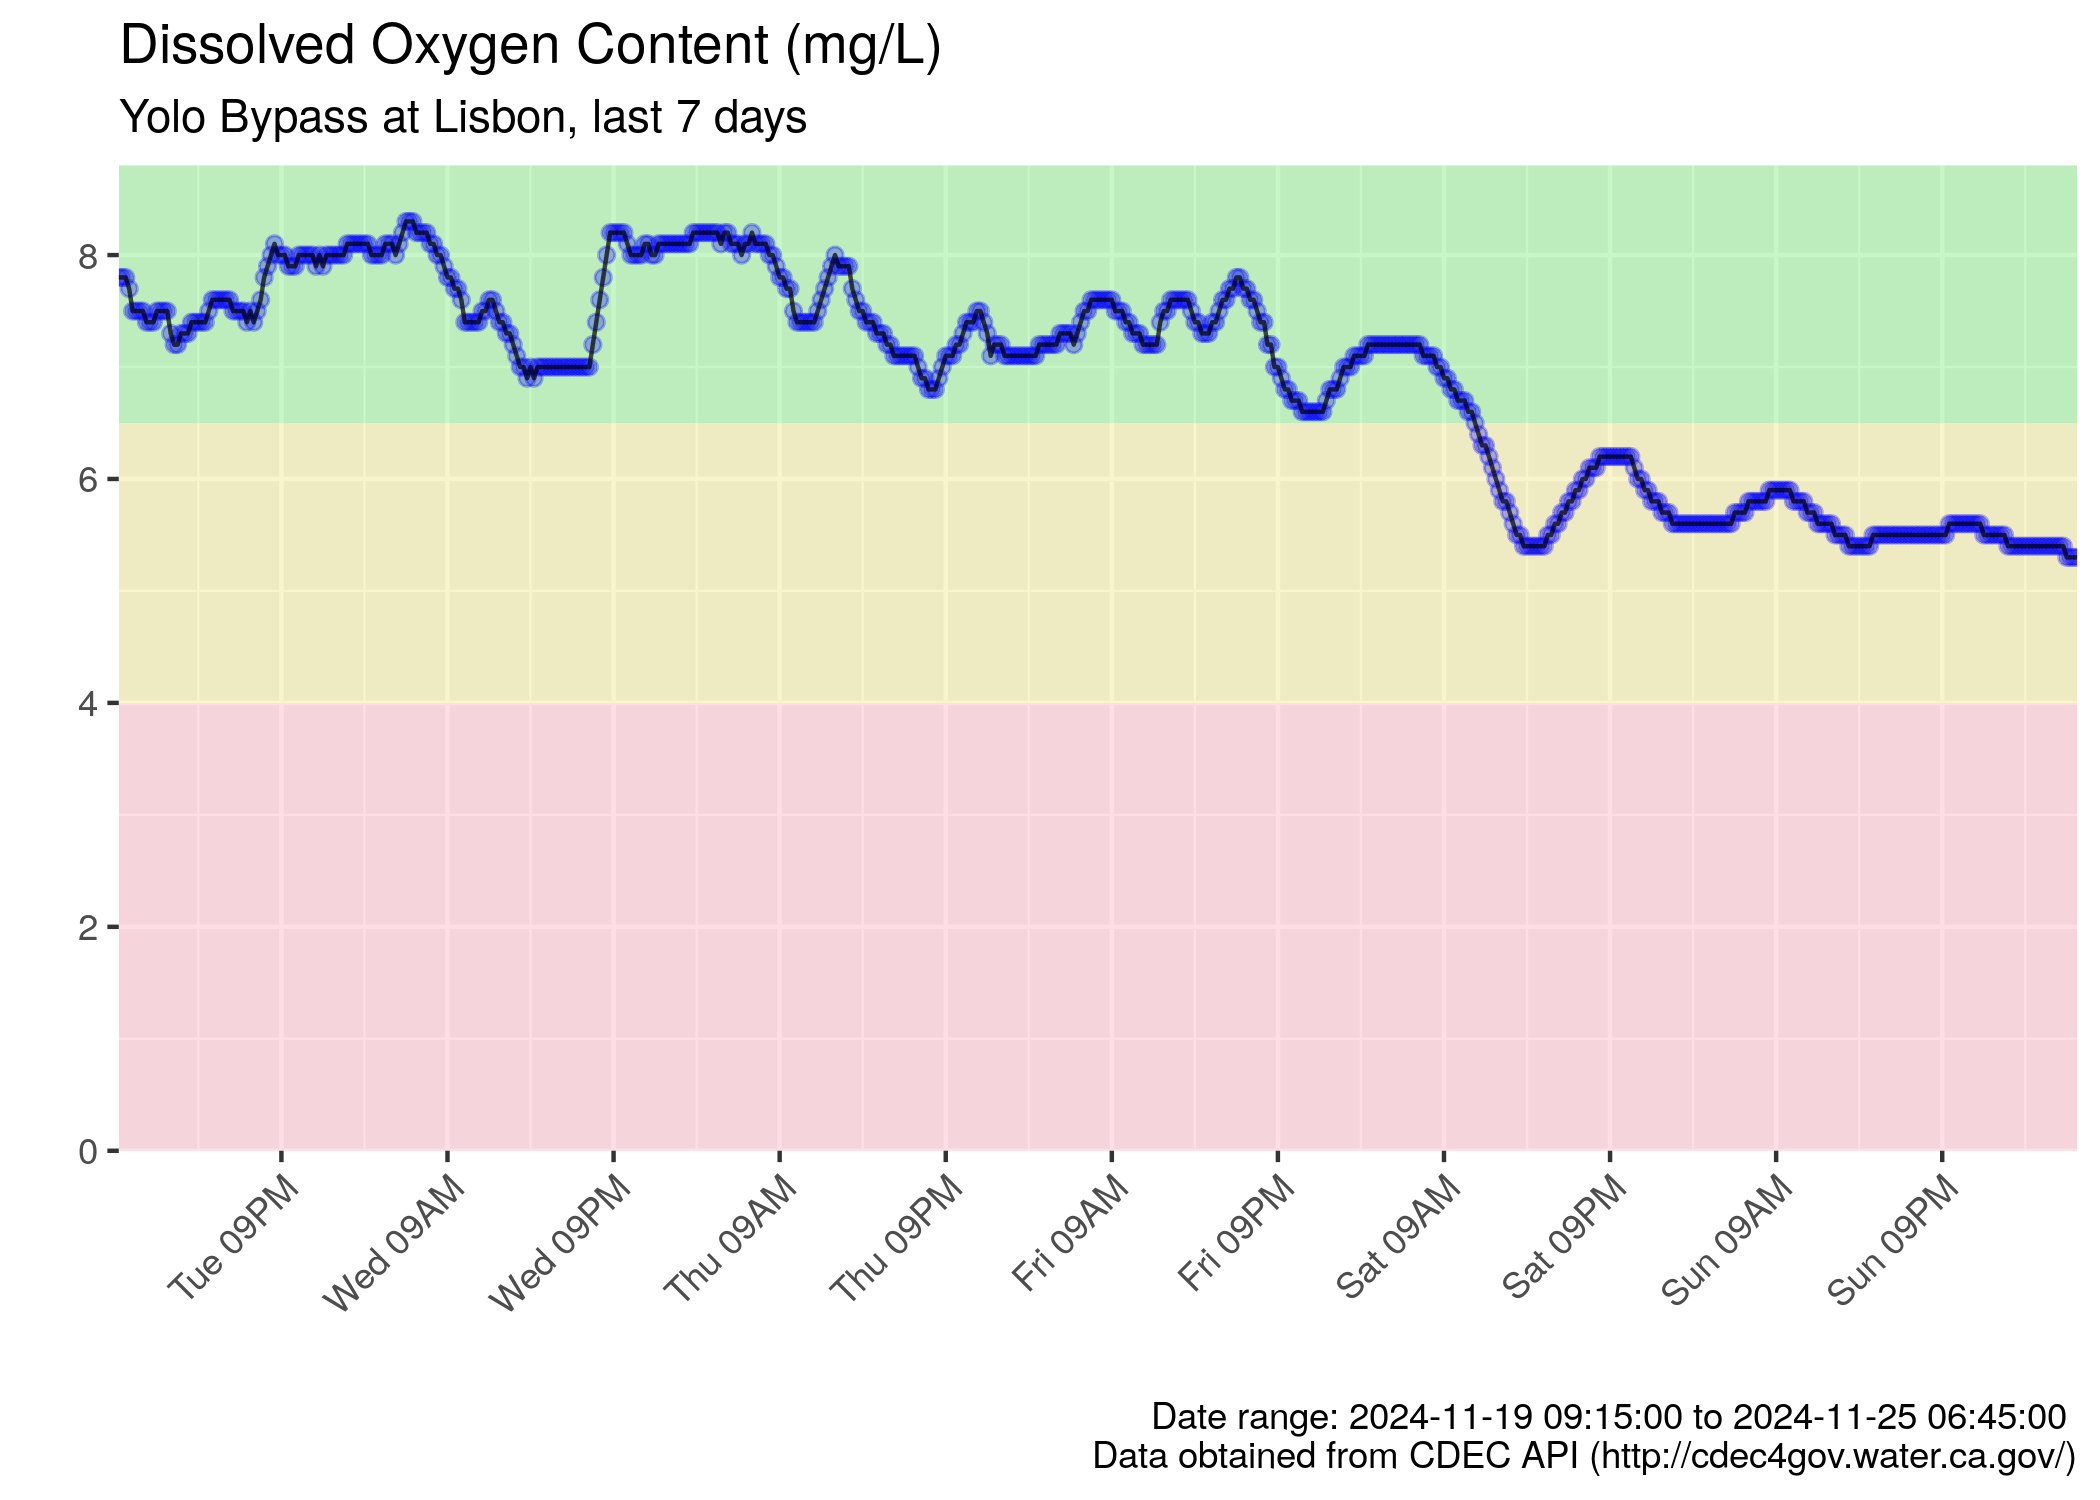 Dissolved Oxygen Content (mg/L)
Yolo Bypass at Lisbon, last 7 days
8
6
4
2
0
Tue 09PM
Wed 09AM
Wed 09PM
Thu 09AM
Thu 09PM
Fri 09AM
Fri 09PM
Sat 09AM
Sat 09PM
Sun 09AM
Sun 09PM
Date range: 2024-11-19 09:15:00 to 2024-11-25 06:45:00
Data obtained from CDEC API (http://cdec4gov.water.ca.gov/)